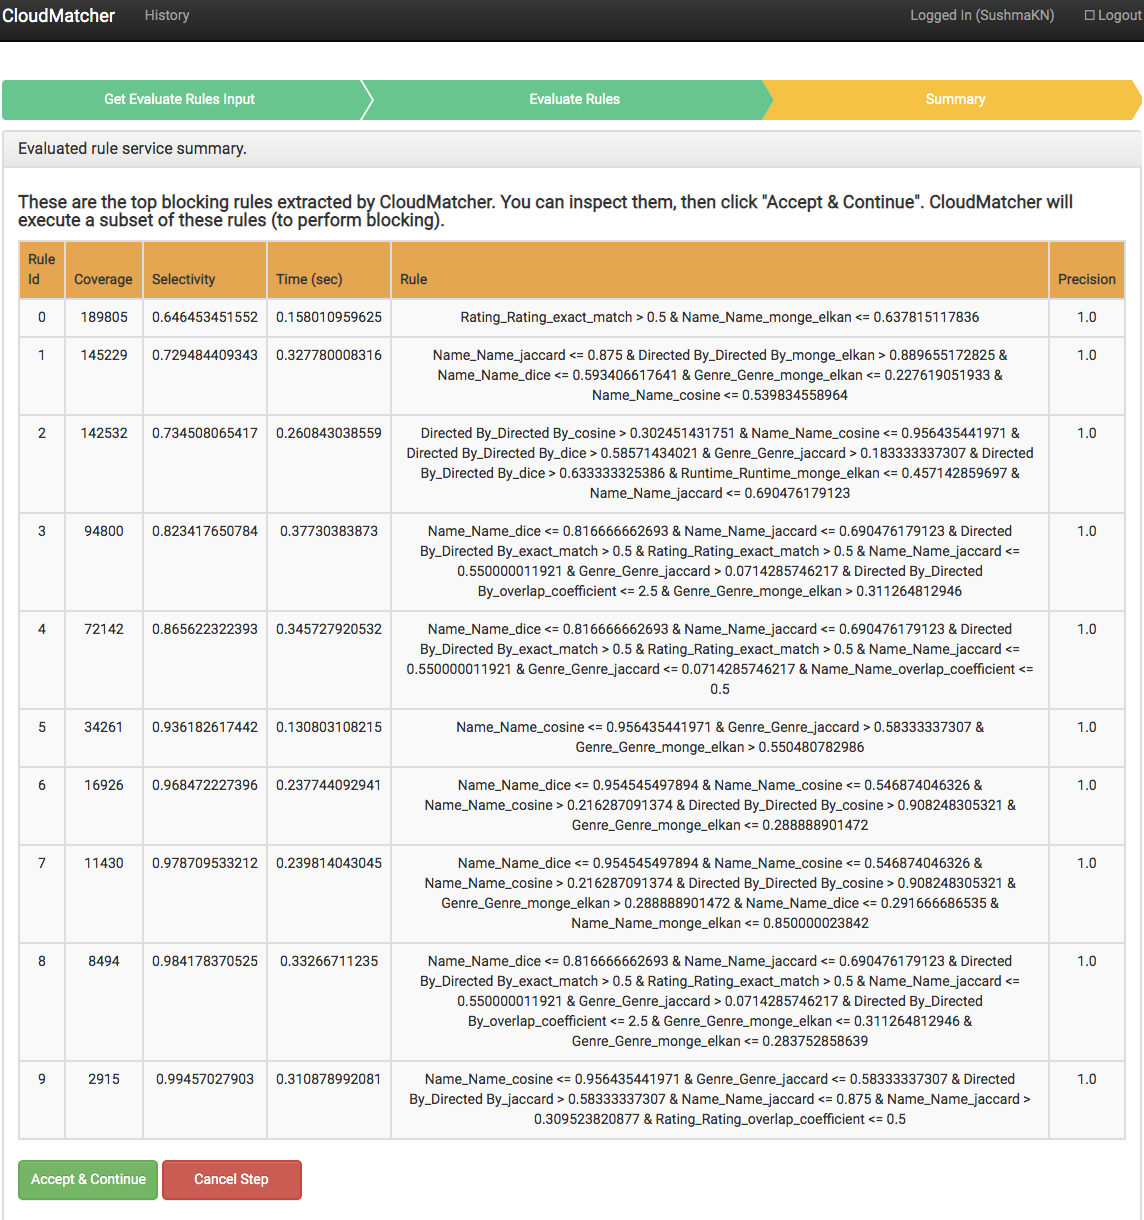 CloudMatcher History Logged In (SushmaKN) Logout
Get Evaluate Rules Input Evaluate Rules Summary
Evaluated rule service summary.
These are the top blocking rules extracted by CloudMatcher. You can inspect them, then click "Accept & Continue". CloudMatcher will
execute a subset of these rules (to perform blocking).
Rule
Id Coverage Selectivity Time (sec) Rule Precision
0 189805 0.646453451552 0.158010959625 Rating_Rating_exact_match > 0.5 & Name_Name_monge_elkan <= 0.637815117836 1.0
1 145229 0.729484409343 0.327780008316 Name_Name_jaccard <= 0.875 & Directed By_Directed By_monge_elkan > 0.889655172825 & 1.0
Name_Name_dice <= 0.593406617641 & Genre_Genre_monge_elkan <= 0.227619051933 &
Name_Name_cosine <= 0.539834558964
2 142532 0.734508065417 0.260843038559 Directed By_Directed By_cosine > 0.302451431751 & Name_Name_cosine <= 0.956435441971 & 1.0
Directed By_Directed By_dice > 0.58571434021 & Genre_Genre_jaccard > 0.183333337307 & Directed
By_Directed By_dice > 0.633333325386 & Runtime_Runtime_monge_elkan <= 0.457142859697 &
Name_Name_jaccard <= 0.690476179123
3 94800 0.823417650784 0.37730383873 Name_Name_dice <= 0.816666662693 & Name_Name_jaccard <= 0.690476179123 & Directed 1.0
By_Directed By_exact_match > 0.5 & Rating_Rating_exact_match > 0.5 & Name_Name_jaccard <=
0.550000011921 & Genre_Genre_jaccard > 0.0714285746217 & Directed By_Directed
By_overlap_coefficient <= 2.5 & Genre_Genre_monge_elkan > 0.311264812946
4 72142 0.865622322393 0.345727920532 Name_Name_dice <= 0.816666662693 & Name_Name_jaccard <= 0.690476179123 & Directed 1.0
By_Directed By_exact_match > 0.5 & Rating_Rating_exact_match > 0.5 & Name_Name_jaccard <=
0.550000011921 & Genre_Genre_jaccard <= 0.0714285746217 & Name_Name_overlap_coefficient <=
0.5
5 34261 0.936182617442 0.130803108215 Name_Name_cosine <= 0.956435441971 & Genre_Genre_jaccard > 0.58333337307 & 1.0
Genre_Genre_monge_elkan > 0.550480782986
6 16926 0.968472227396 0.237744092941 Name_Name_dice <= 0.954545497894 & Name_Name_cosine <= 0.546874046326 & 1.0
Name_Name_cosine > 0.216287091374 & Directed By_Directed By_cosine > 0.908248305321 &
Genre_Genre_monge_elkan <= 0.288888901472
7 11430 0.978709533212 0.239814043045 Name_Name_dice <= 0.954545497894 & Name_Name_cosine <= 0.546874046326 & 1.0
Name_Name_cosine > 0.216287091374 & Directed By_Directed By_cosine > 0.908248305321 &
Genre_Genre_monge_elkan > 0.288888901472 & Name_Name_dice <= 0.291666686535 &
Name_Name_monge_elkan <= 0.850000023842
8 8494 0.984178370525 0.33266711235 Name_Name_dice <= 0.816666662693 & Name_Name_jaccard <= 0.690476179123 & Directed 1.0
By_Directed By_exact_match > 0.5 & Rating_Rating_exact_match > 0.5 & Name_Name_jaccard <=
0.550000011921 & Genre_Genre_jaccard > 0.0714285746217 & Directed By_Directed
By_overlap_coefficient <= 2.5 & Genre_Genre_monge_elkan <= 0.311264812946 &
Genre_Genre_monge_elkan <= 0.283752858639
9 2915 0.99457027903 0.310878992081 Name_Name_cosine <= 0.956435441971 & Genre_Genre_jaccard <= 0.58333337307 & Directed 1.0
By_Directed By_jaccard > 0.58333337307 & Name_Name_jaccard <= 0.875 & Name_Name_jaccard >
0.309523820877 & Rating_Rating_overlap_coefficient <= 0.5
Accept & Continue Cancel Step